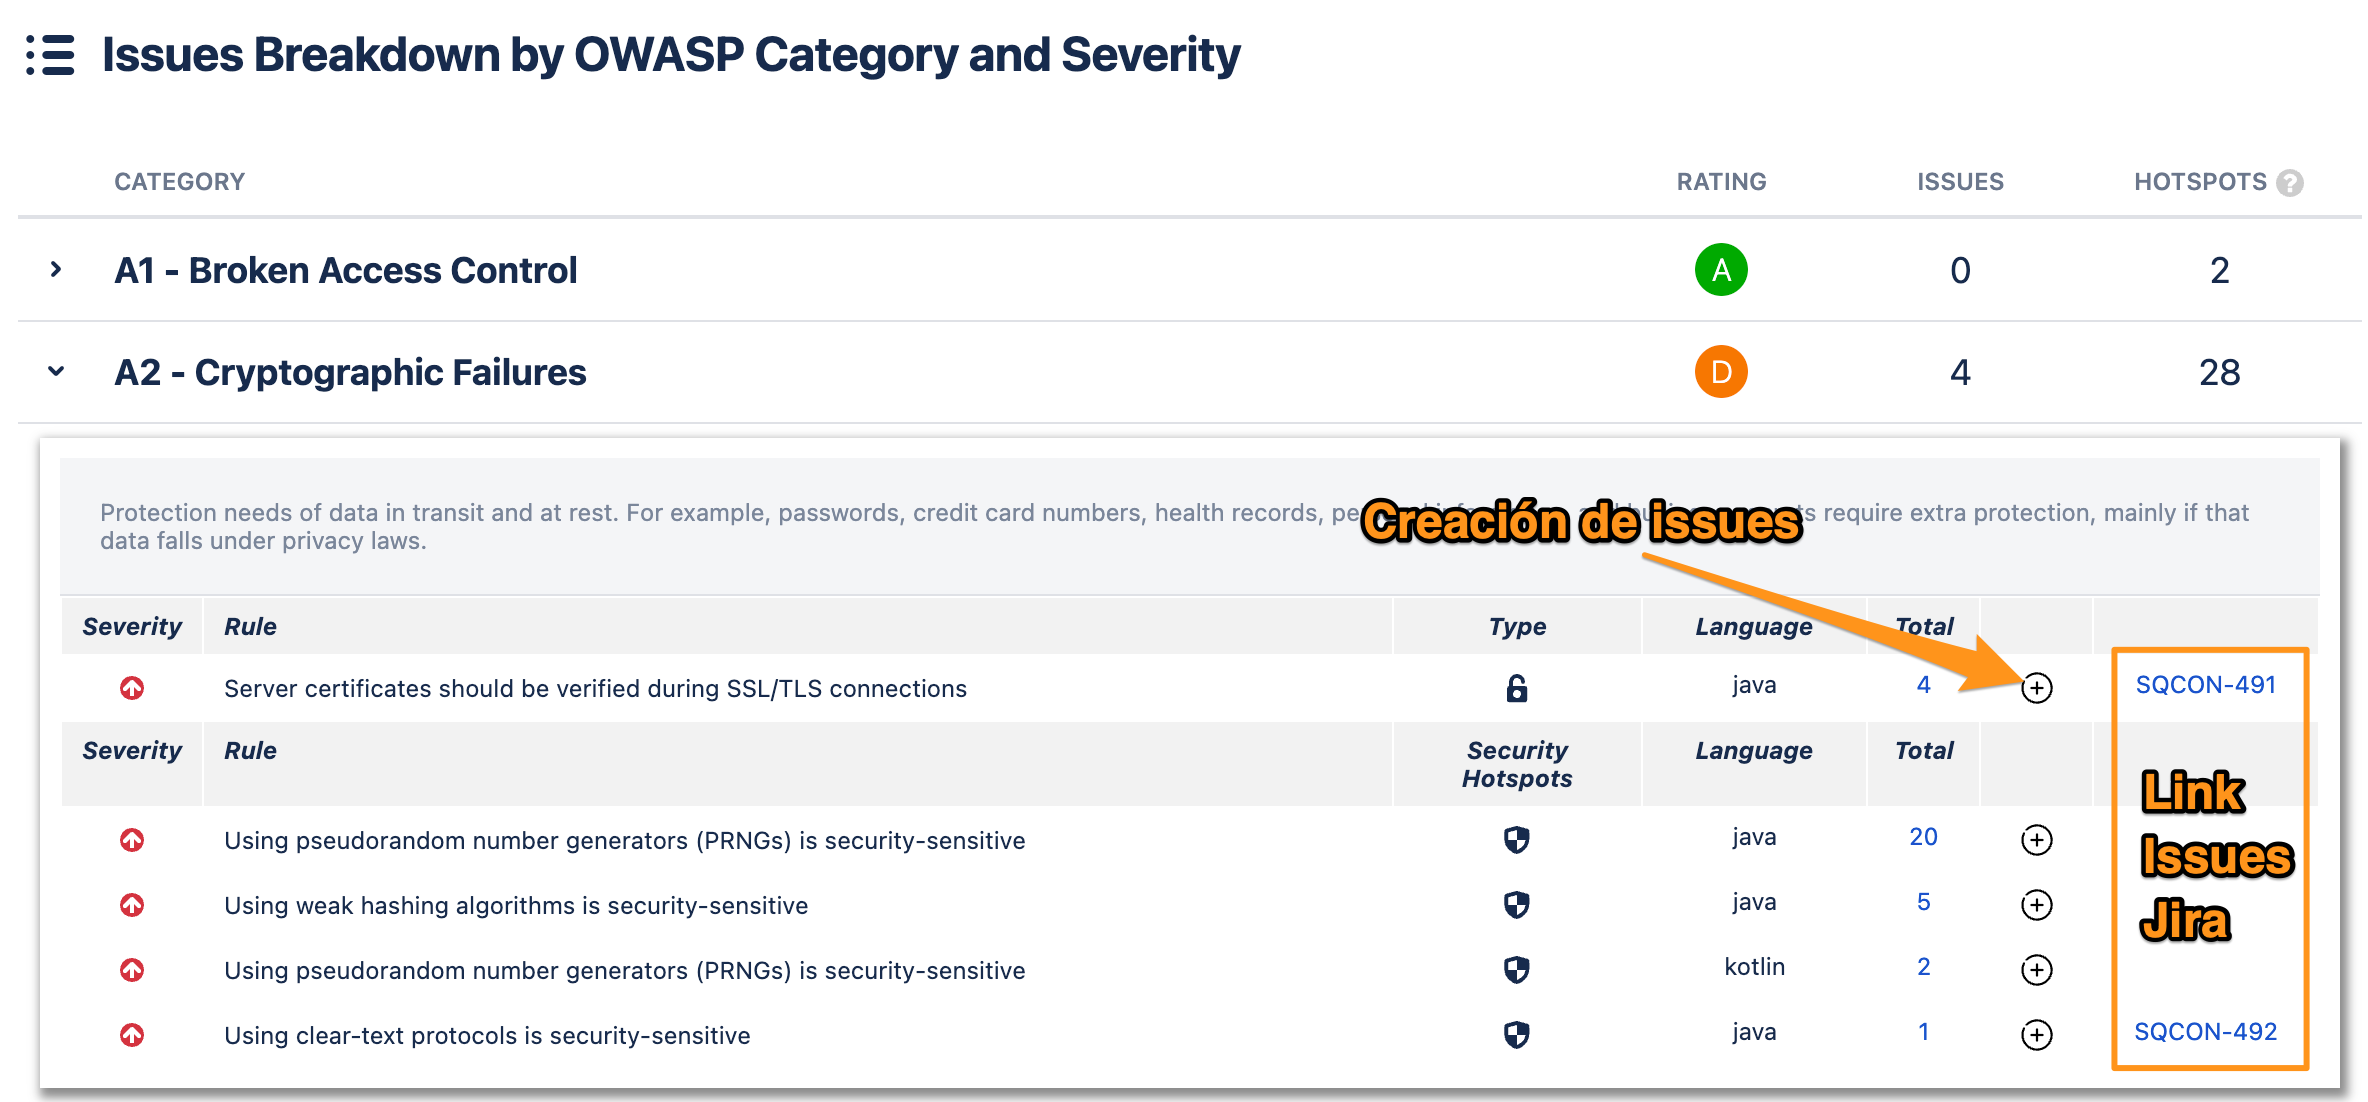 Issues Breakdown by OWASP Category and Severity
CATEGORY RATING ISSUES HOTSPOTS ?
A1 - Broken Access Control A 0 2
A2 - Cryptographic Failures D 4 28
Protection needs of data in transit and at rest. For example, passwords, credit card numbers, health records, require extra protection, mainly if that
data falls under privacy laws.
Creación de issues
Severity Rule Type Language Total
Server certificates should be verified during SSL/TLS connections java 4 SQCON-491
Severity Rule Security Language Total
Hotspots
Link
Issues
Jira
Using pseudorandom number generators (PRNGs) is security-sensitive java 20
Using weak hashing algorithms is security-sensitive java 5
Using pseudorandom number generators (PRNGs) is security-sensitive kotlin 2
Using clear-text protocols is security-sensitive java 1 SQCON-492